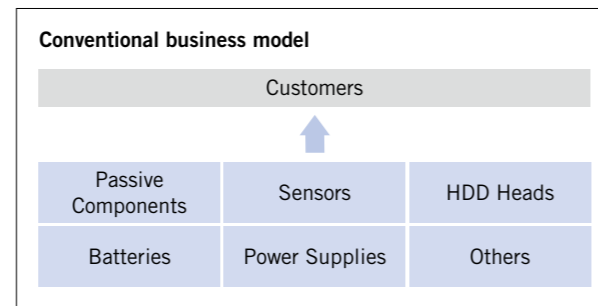 Conventional business model
Customers
Passive
Components
Sensors
HDD Heads
Batteries
Power Supplies
Others